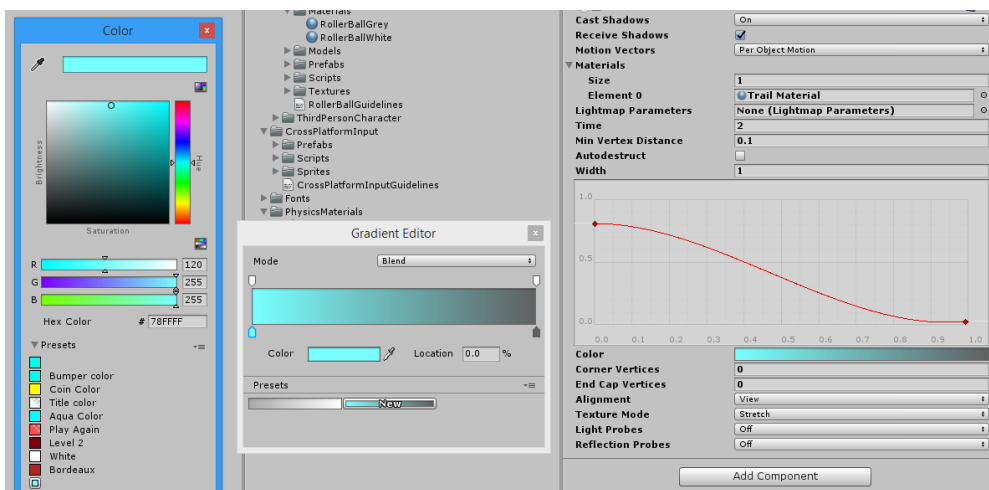 Color
x
Brightness
Hue
Saturation
R 120
G 255
B 255
Hex Color # 78FFFF
Presets
Bumper color
Coin Color
Title color
Aqua Color
Play Again
Level 2
White
Bordeaux
Materials
RollerBallGrey
RollerBallWhite
Models
Prefabs
Scripts
Textures
RollerBallGuidelines
ThirdPersonCharacter
CrossPlatformInput
Prefabs
Scripts
Sprites
CrossPlatformInputGuidelines
Fonts
PhysicsMaterials
Gradient Editor
x
Mode Blend
Color Location 0.0 %
Presets
New
Cast Shadows On
Receive Shadows
Motion Vectors Per Object Motion
Materials
Size 1
Element 0 Trail Material
Lightmap Parameters None (Lightmap Parameters)
Time 2
Min Vertex Distance 0.1
Autodestruct
Width 1
1.0
0.5
0.0
0.0 0.1 0.2 0.3 0.4 0.5 0.6 0.7 0.8 0.9 1.0
Color
Corner Vertices 0
End Cap Vertices 0
Alignment View
Texture Mode Stretch
Light Probes Off
Reflection Probes Off
Add Component